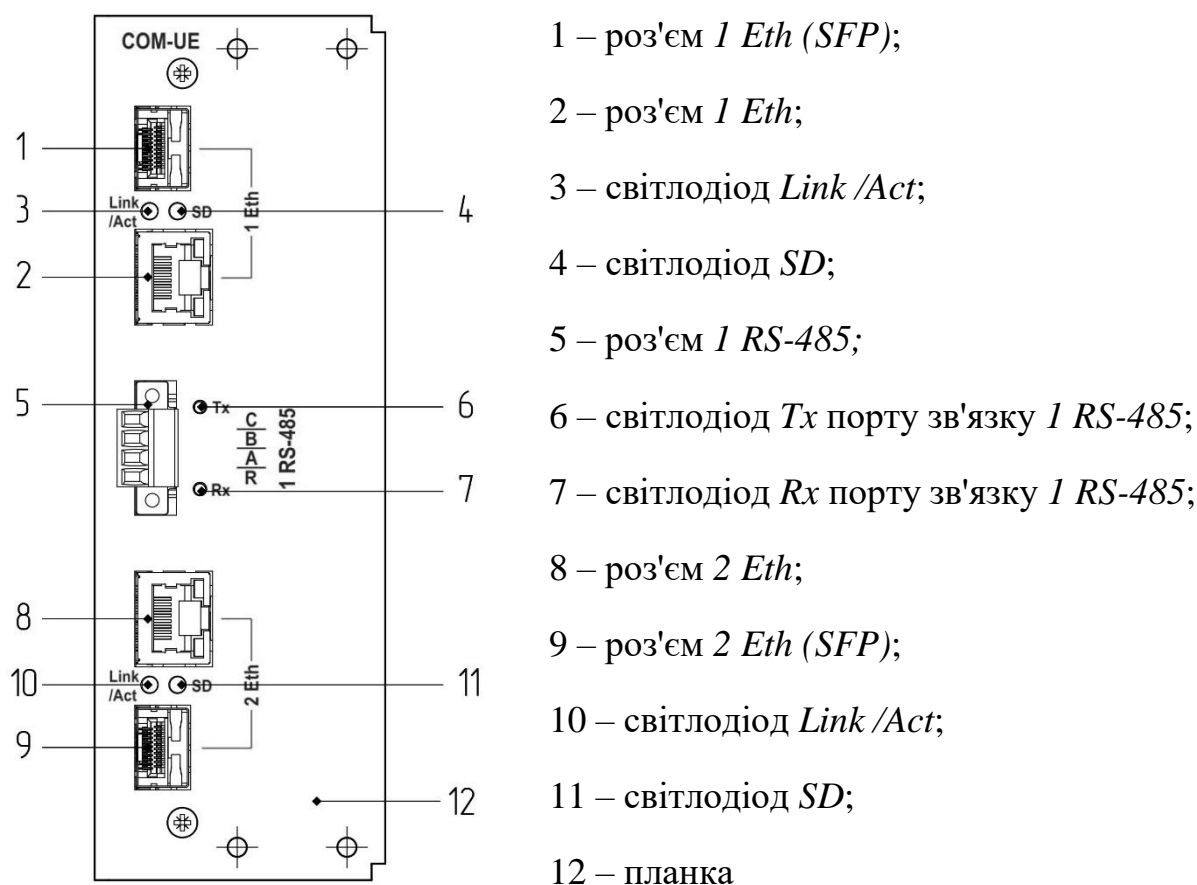 COM-UE
1
3
Link
/Act
SD
1 Eth
4
2
5
Tx
6
C
B
A
R
1 RS-485
Rx
7
8
10
Link
/Act
SD
2 Eth
11
9
12
1 – роз'єм 1 Eth (SFP);
2 – роз'єм 1 Eth;
3 – світлодіод Link /Act;
4 – світлодіод SD;
5 – роз'єм 1 RS-485;
6 – світлодіод Tx порту зв'язку 1 RS-485;
7 – світлодіод Rx порту зв'язку 1 RS-485;
8 – роз'єм 2 Eth;
9 – роз'єм 2 Eth (SFP);
10 – світлодіод Link /Act;
11 – світлодіод SD;
12 – планка